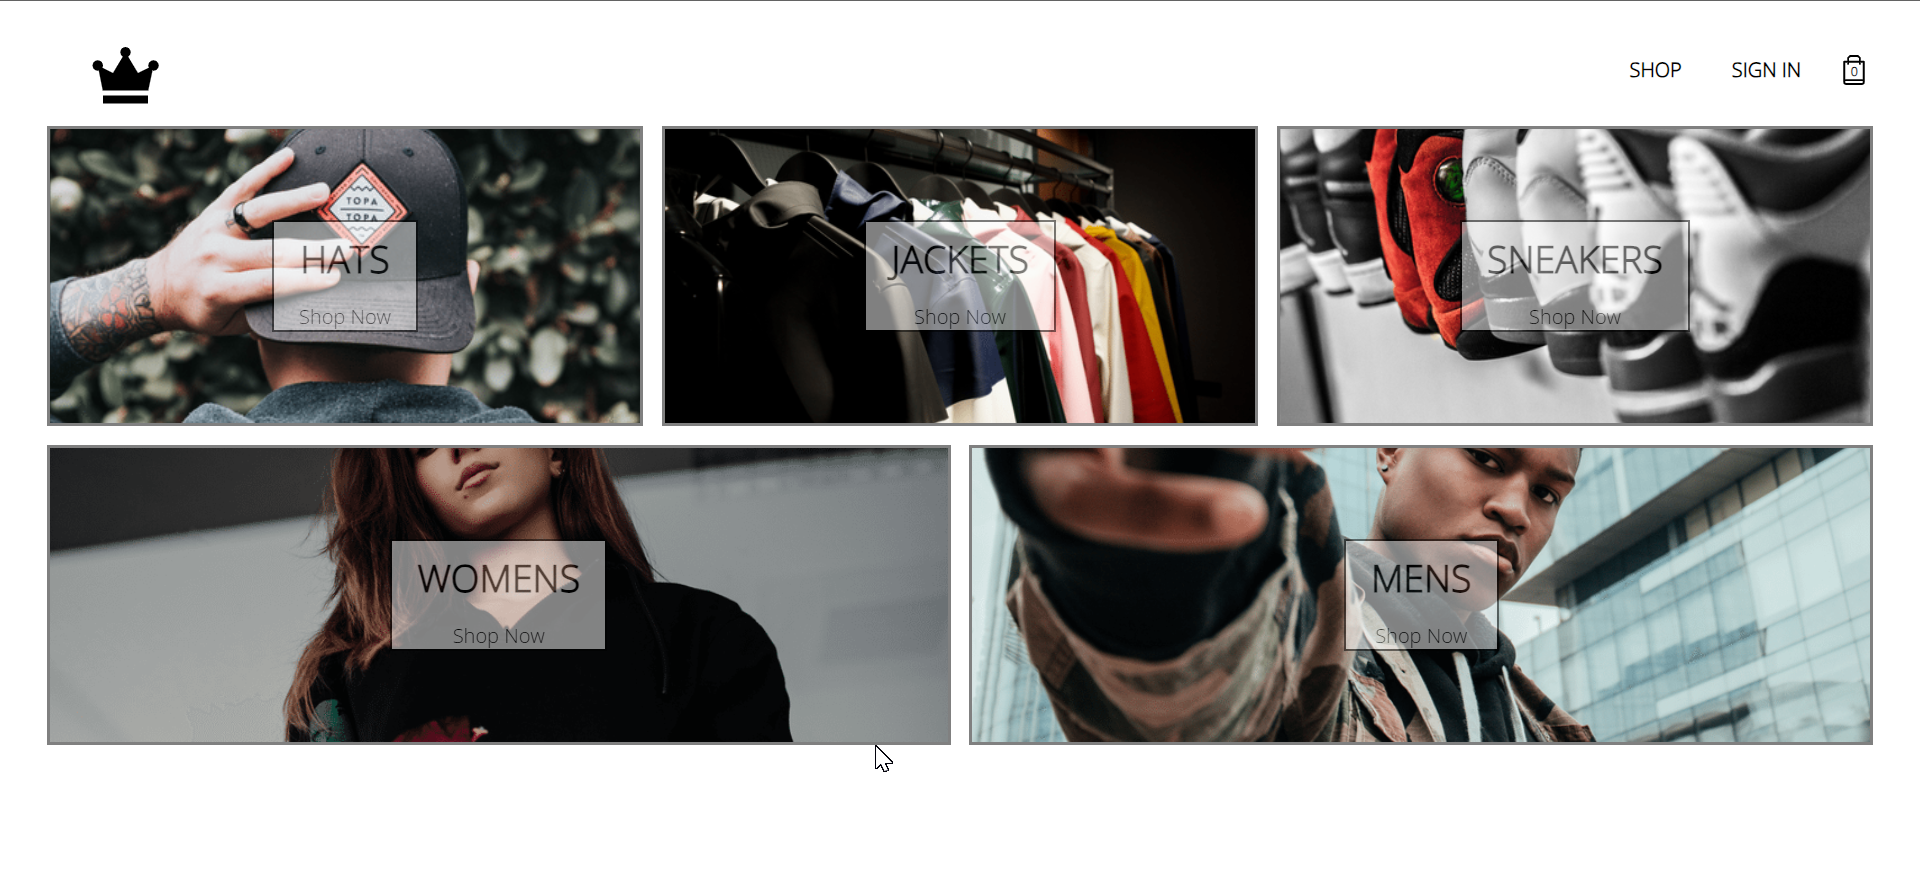 SHOP
SIGN IN
0
TOPA
TOPA
HATS
Shop Now
JACKETS
Shop Now
SNEAKERS
Shop Now
WOMENS
Shop Now
MENS
Shop Now